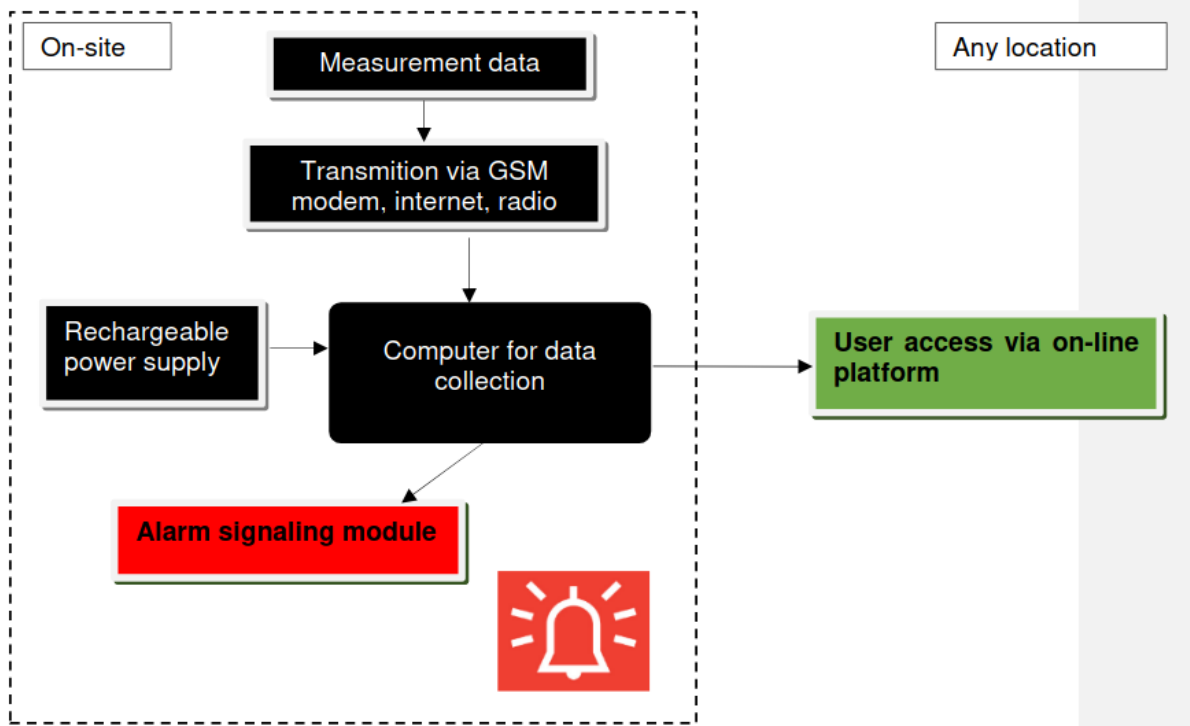 On-site
Any location
Measurement data
Transmition via GSM
modem, internet, radio
Rechargeable
power supply
Computer for data
collection
User access via on-line
platform
Alarm signaling module